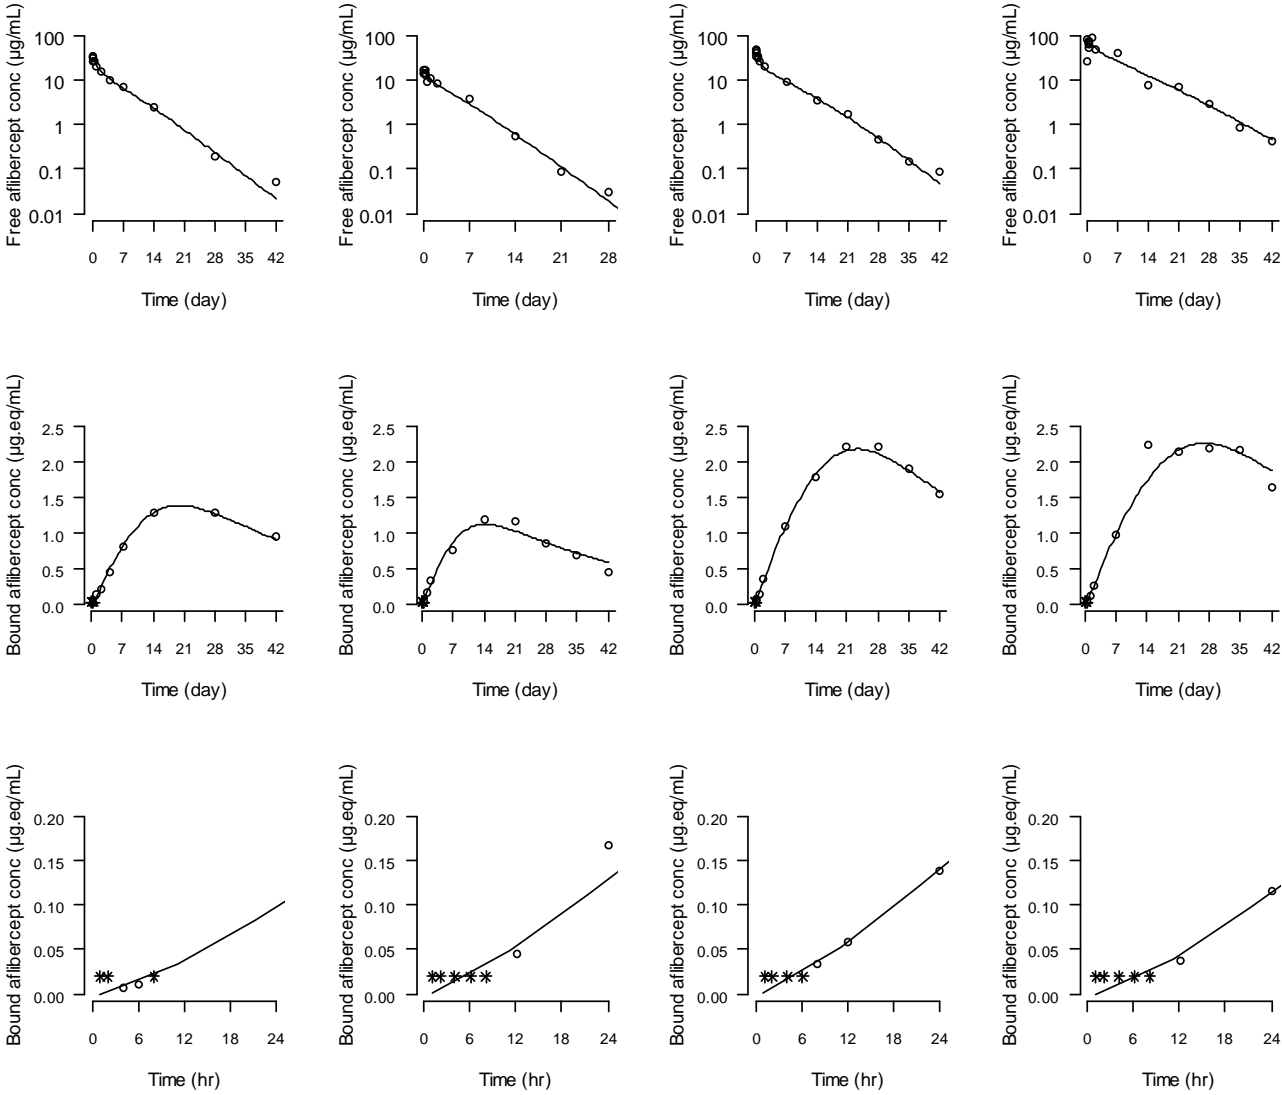 Free aflibercept conc (µg/mL)
100
10
1
0.1
0.01
0 7 14 21 28 35 42
Time (day)
Free aflibercept conc (µg/mL)
100
10
1
0.1
0.01
0 7 14 21 28
Time (day)
Free aflibercept conc (µg/mL)
100
10
1
0.1
0.01
0 7 14 21 28 35 42
Time (day)
Free aflibercept conc (µg/mL)
100
10
1
0.1
0.01
0 7 14 21 28 35 42
Time (day)
Bound aflibercept conc (µg.eq/mL)
2.5
2.0
1.5
1.0
0.5
0.0
0 7 14 21 28 35 42
Time (day)
Bound aflibercept conc (µg.eq/mL)
2.5
2.0
1.5
1.0
0.5
0.0
0 7 14 21 28 35 42
Time (day)
Bound aflibercept conc (µg.eq/mL)
2.5
2.0
1.5
1.0
0.5
0.0
0 7 14 21 28 35 42
Time (day)
Bound aflibercept conc (µg.eq/mL)
2.5
2.0
1.5
1.0
0.5
0.0
0 7 14 21 28 35 42
Time (day)
Bound aflibercept conc (µg.eq/mL)
0.20
0.15
0.10
0.05
0.00
0 6 12 18 24
Time (hr)
Bound aflibercept conc (µg.eq/mL)
0.20
0.15
0.10
0.05
0.00
0 6 12 18 24
Time (hr)
Bound aflibercept conc (µg.eq/mL)
0.20
0.15
0.10
0.05
0.00
0 6 12 18 24
Time (hr)
Bound aflibercept conc (µg.eq/mL)
0.20
0.15
0.10
0.05
0.00
0 6 12 18 24
Time (hr)